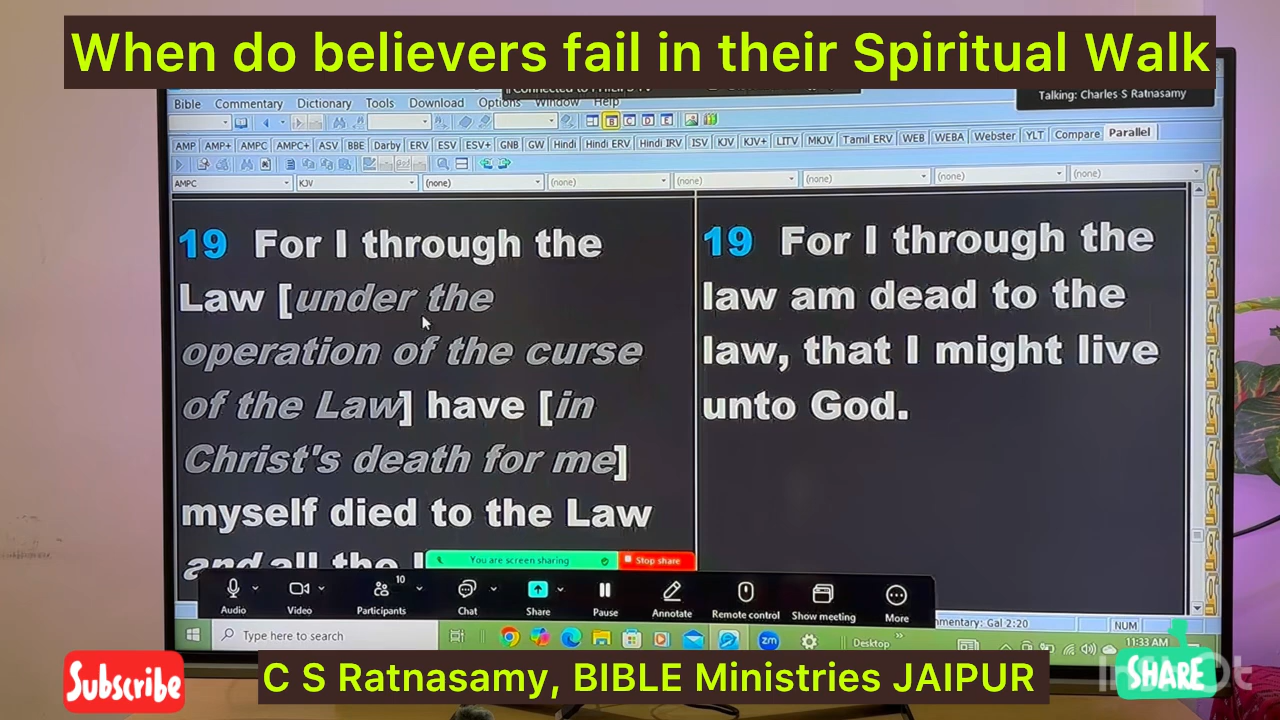 When do believers fail in their Spiritual Walk
Talking: Charles S Ratnasamy
Bible Commentary Dictionary Tools Download Options Window Help
AMP AMP+ AMPC AMPC+ ASV BBE Darby ERV ESV ESV+ GNB GW Hindi Hindi ERV Hindi IRV ISV KJV KJV+ LITV MKJV Tamil ERV WEB WEBA Webster YLT Compare Parallel
AMPC KJV (none) (none) (none) (none) (none) (none)
19 For I through the
Law [under the
operation of the curse
of the Law] have [in
Christ's death for me]
myself died to the Law
and all the
19 For I through the
law am dead to the
law, that I might live
unto God.
You are screen sharing Stop share
10
Audio Video Participants Chat Share Pause Annotate Remote control Show meeting More
mmentary: Gal 2:20 NUM
Type here to search
zm
Desktop
11:33 AM
Subscribe
C S Ratnasamy, BIBLE Ministries JAIPUR
SHARE